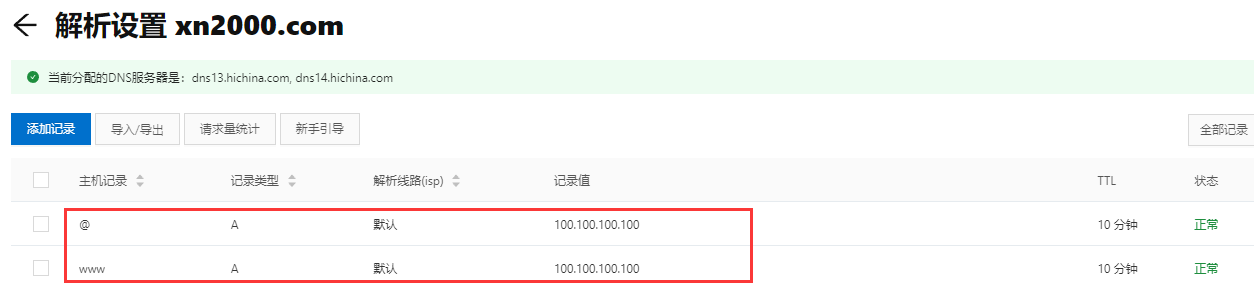 解析设置 xn2000.com
当前分配的DNS服务器是：dns13.hichina.com, dns14.hichina.com
添加记录 导入/导出 请求量统计 新手引导 全部记录
主机记录 记录类型 解析线路(isp) 记录值 TTL 状态
@ A 默认 100.100.100.100 10 分钟 正常
www A 默认 100.100.100.100 10 分钟 正常